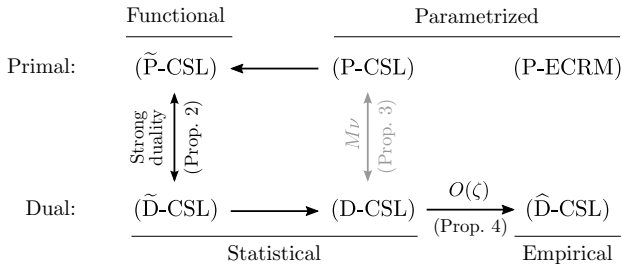 Functional Parametrized
Primal: (P̃-CSL) (P-CSL) (P-ECRM)
Strong duality (Prop. 2) Mν (Prop. 3)
O(ζ)
Dual: (D̃-CSL) (D-CSL) (Prop. 4) (D̂-CSL)
Statistical Empirical